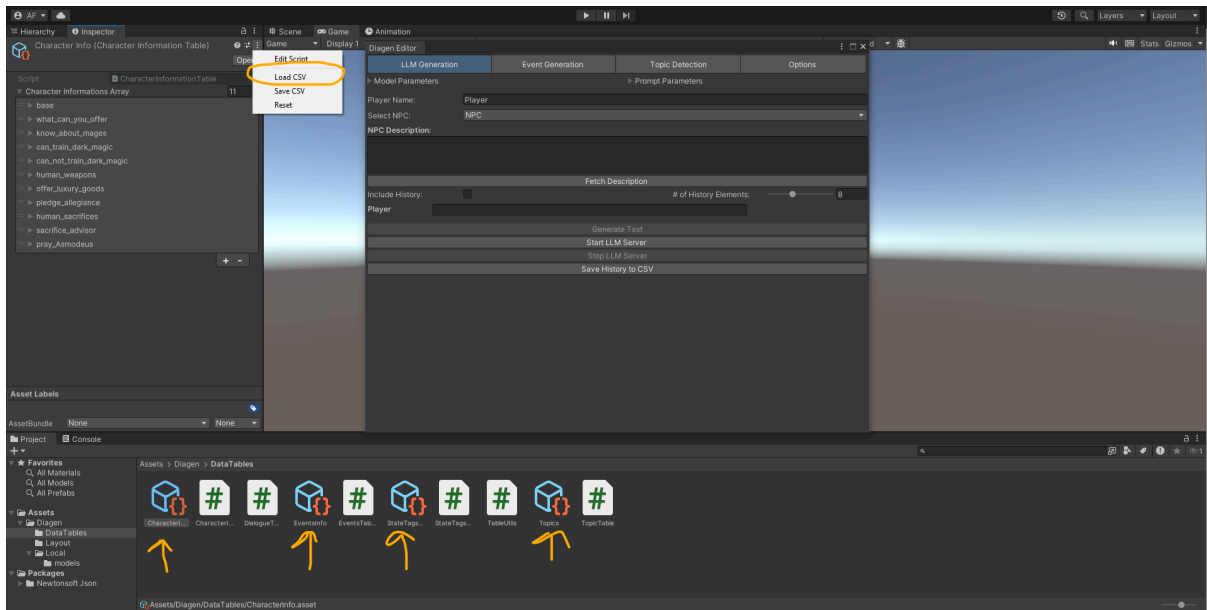 AF
Layers
Layout
Hierarchy
Inspector
Scene
Game
Animation
Character Info (Character Information Table)
Game
Display 1
Stats
Gizmos
Edit Script
Load CSV
Save CSV
Reset
Script
CharacterInformationTable
Character Informations Array
11
base
what_can_you_offer
know_about_mages
can_train_dark_magic
can_not_train_dark_magic
human_weapons
offer_luxury_goods
pledge_allegiance
human_sacrifices
sacrifice_advisor
pray_Asmodeus
+ -
Diagen Editor
LLM Generation
Event Generation
Topic Detection
Options
Model Parameters
Prompt Parameters
Player Name:
Player
Select NPC:
NPC
NPC Description:
Fetch Description
Include History:
# of History Elements:
8
Player
Generate Text
Start LLM Server
Stop LLM Server
Save History to CSV
Asset Labels
AssetBundle
None
None
Project
Console
Favorites
All Materials
All Models
All Prefabs
Assets
Diagen
DataTables
Layout
Local
models
Packages
Newtonsoft Json
Assets > Diagen > DataTables
CharacterI...
CharacterI...
DialogueT...
EventsInfo
EventsTab...
StateTags...
StateTags...
TableUtils
Topics
TopicTable
Assets/Diagen/DataTables/CharacterInfo.asset